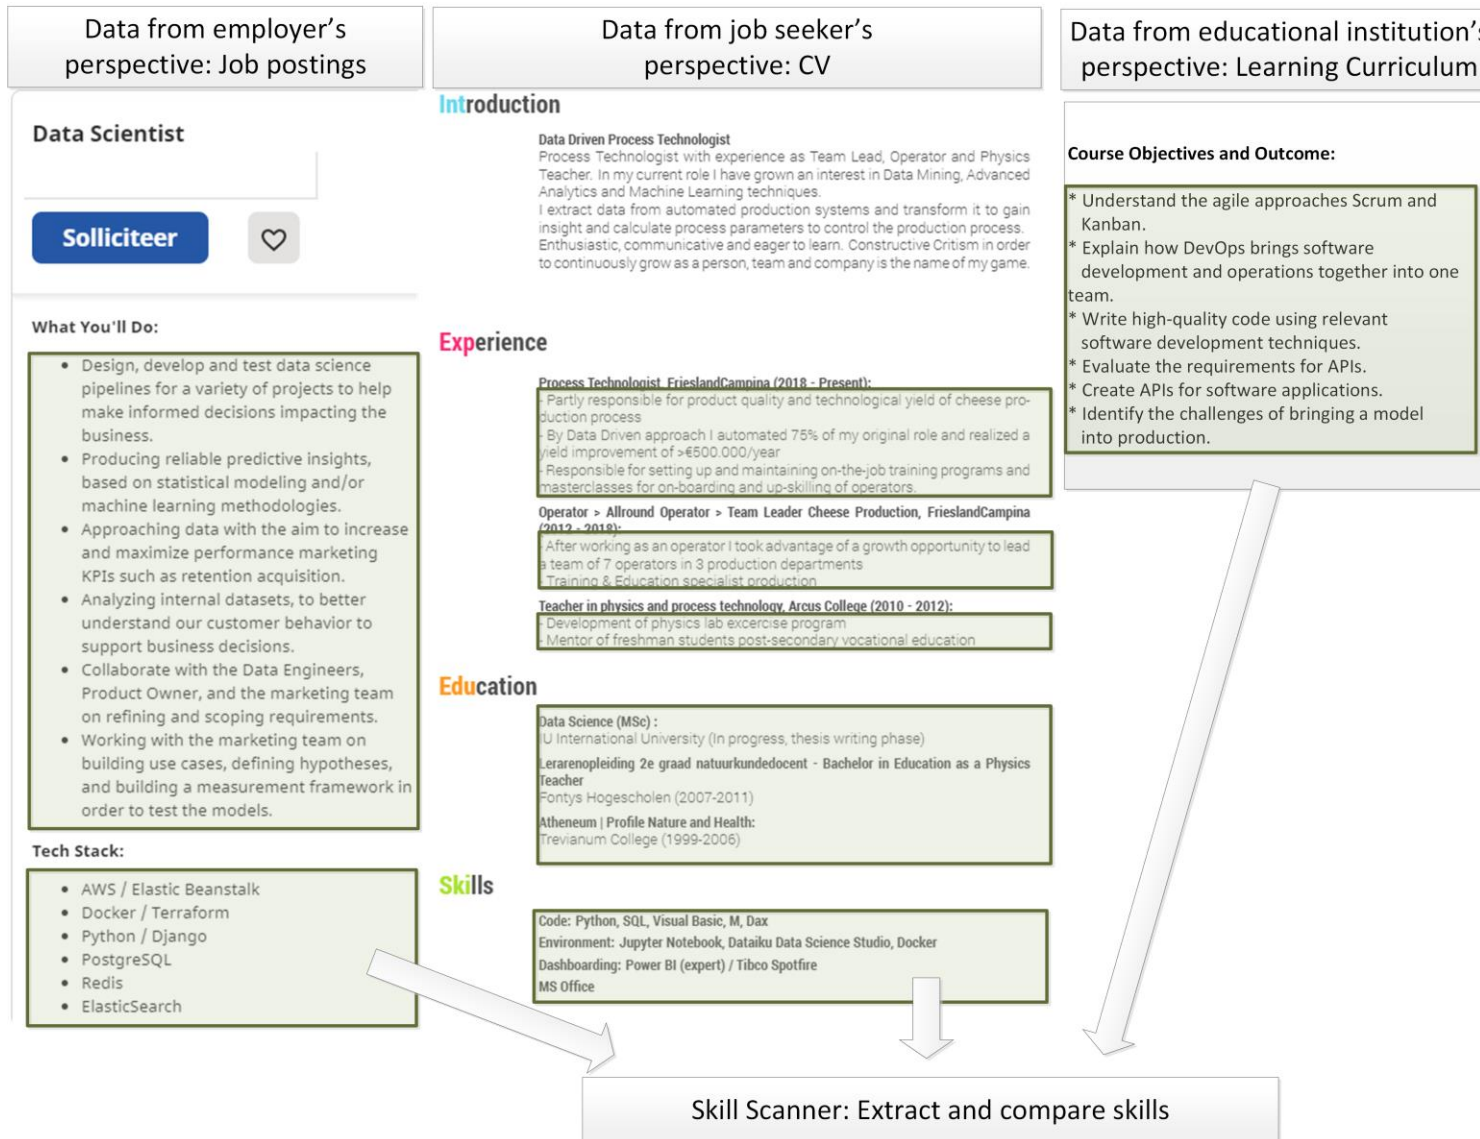 Data from employer's
perspective: Job postings
Data Scientist
Solliciteer
What You'll Do:
• Design, develop and test data science
pipelines for a variety of projects to help
make informed decisions impacting the
business.
• Producing reliable predictive insights,
based on statistical modeling and/or
machine learning methodologies.
• Approaching data with the aim to increase
and maximize performance marketing
KPIs such as retention acquisition.
• Analyzing internal datasets, to better
understand our customer behavior to
support business decisions.
• Collaborate with the Data Engineers,
Product Owner, and the marketing team
on refining and scoping requirements.
• Working with the marketing team on
building use cases, defining hypotheses,
and building a measurement framework in
order to test the models.
Tech Stack:
• AWS / Elastic Beanstalk
• Docker / Terraform
• Python / Django
• PostgreSQL
• Redis
• ElasticSearch
Data from job seeker's
perspective: CV
Introduction
Data Driven Process Technologist
Process Technologist with experience as Team Lead, Operator and Physics
Teacher. In my current role I have grown an interest in Data Mining, Advanced
Analytics and Machine Learning techniques.
I extract data from automated production systems and transform it to gain
insight and calculate process parameters to control the production process.
Enthusiastic, communicative and eager to learn. Constructive Critism in order
to continuously grow as a person, team and company is the name of my game.
Experience
Process Technologist, FrieslandCampina (2018 - Present):
- Partly responsible for product quality and technological yield of cheese pro-
duction process
- By Data Driven approach I automated 75% of my original role and realized a
yield improvement of >€500.000/year
- Responsible for setting up and maintaining on-the-job training programs and
masterclasses for on-boarding and up-skilling of operators.
Operator > Allround Operator > Team Leader Cheese Production, FrieslandCampina
(2012 - 2018):
- After working as an operator I took advantage of a growth opportunity to lead
a team of 7 operators in 3 production departments
- Training & Education specialist production
Teacher in physics and process technology, Arcus College (2010 - 2012):
- Development of physics lab excercise program
- Mentor of freshman students post-secondary vocational education
Education
Data Science (MSc) :
IU International University (In progress, thesis writing phase)
Lerarenopleiding 2e graad natuurkundedocent - Bachelor in Education as a Physics
Teacher
Fontys Hogescholen (2007-2011)
Atheneum | Profile Nature and Health:
Trevianum College (1999-2006)
Skills
Code: Python, SQL, Visual Basic, M, Dax
Environment: Jupyter Notebook, Dataiku Data Science Studio, Docker
Dashboarding: Power BI (expert) / Tibco Spotfire
MS Office
Data from educational institution's
perspective: Learning Curriculum
Course Objectives and Outcome:
* Understand the agile approaches Scrum and
Kanban.
* Explain how DevOps brings software
development and operations together into one
team.
* Write high-quality code using relevant
software development techniques.
* Evaluate the requirements for APIs.
* Create APIs for software applications.
* Identify the challenges of bringing a model
into production.
Skill Scanner: Extract and compare skills